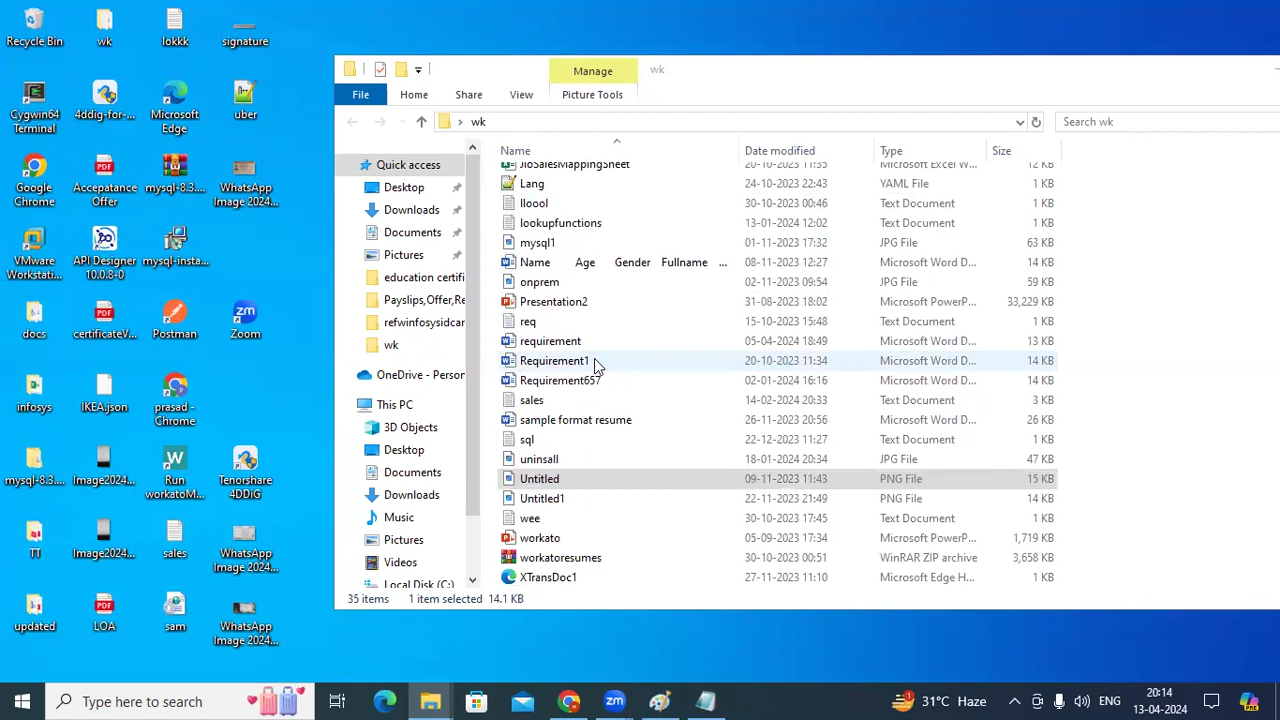 Recycle Bin
wk
lokkk
signature
Cygwin64 Terminal
4ddig-for-...
Microsoft Edge
uber
Google Chrome
Accepatance Offer
mysql-8.3....
WhatsApp Image 2024...
VMware Workstati...
API Designer 10.0.8-0
mysql-insta...
docs
certificateV...
Postman
Zoom
infosys
IKEA.json
prasad - Chrome
mysql-8.3....
Image2024...
Run workatoM...
Tenorshare 4DDiG
TT
Image2024...
sales
WhatsApp Image 2024...
updated
LOA
sam
WhatsApp Image 2024...
Manage
wk
File
Home
Share
View
Picture Tools
wk
Search wk
Name
Date modified
Type
Size
Quick access
Desktop
Downloads
Documents
Pictures
education certifi
Payslips,Offer,Re
refwinfosysidcar
wk
OneDrive - Person
This PC
3D Objects
Desktop
Documents
Downloads
Music
Pictures
Videos
Local Disk (C:)
JioSalesMappingSheet 20-10-2023 11:35 Microsoft Excel W... 12 KB
Lang 24-10-2023 22:43 YAML File 1 KB
lloool 30-10-2023 00:46 Text Document 1 KB
lookupfunctions 13-01-2024 12:02 Text Document 1 KB
mysql1 01-11-2023 17:32 JPG File 63 KB
Name Age Gender Fullname ... 08-11-2023 12:27 Microsoft Word D... 14 KB
onprem 02-11-2023 09:54 JPG File 59 KB
Presentation2 31-08-2023 18:02 Microsoft PowerP... 33,229 KB
req 15-10-2023 15:48 Text Document 1 KB
requirement 05-04-2024 18:49 Microsoft Word D... 13 KB
Requirement1 20-10-2023 11:34 Microsoft Word D... 14 KB
Requirement657 02-01-2024 16:16 Microsoft Word D... 14 KB
sales 14-02-2024 20:33 Text Document 3 KB
sample format resume 26-11-2023 20:56 Microsoft Word D... 26 KB
sql 22-12-2023 11:27 Text Document 1 KB
uninsall 18-01-2024 20:34 JPG File 47 KB
Untitled 09-11-2023 11:43 PNG File 15 KB
Untitled1 22-11-2023 21:49 PNG File 1 KB
wee 30-10-2023 17:45 Text Document 1 KB
workato 05-09-2023 17:34 Microsoft PowerP... 1,719 KB
workatoresumes 30-10-2023 00:51 WinRAR ZIP archive 3,658 KB
XTransDoc1 27-11-2023 11:10 Microsoft Edge H... 1 KB
35 items 1 item selected 14.1 KB
Type here to search
31°C Haze
ENG
20:14
13-04-2024